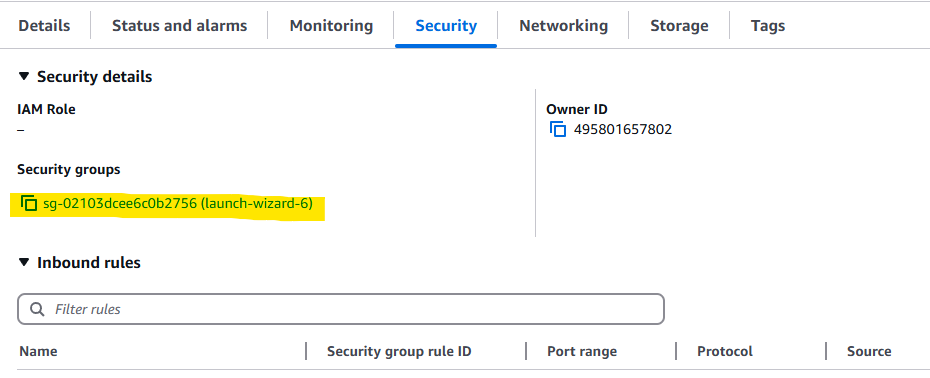 Details Status and alarms Monitoring Security Networking Storage Tags
Security details
IAM Role
–
Owner ID
495801657802
Security groups
sg-02103dcee6c0b2756 (launch-wizard-6)
Inbound rules
Filter rules
Name Security group rule ID Port range Protocol Source